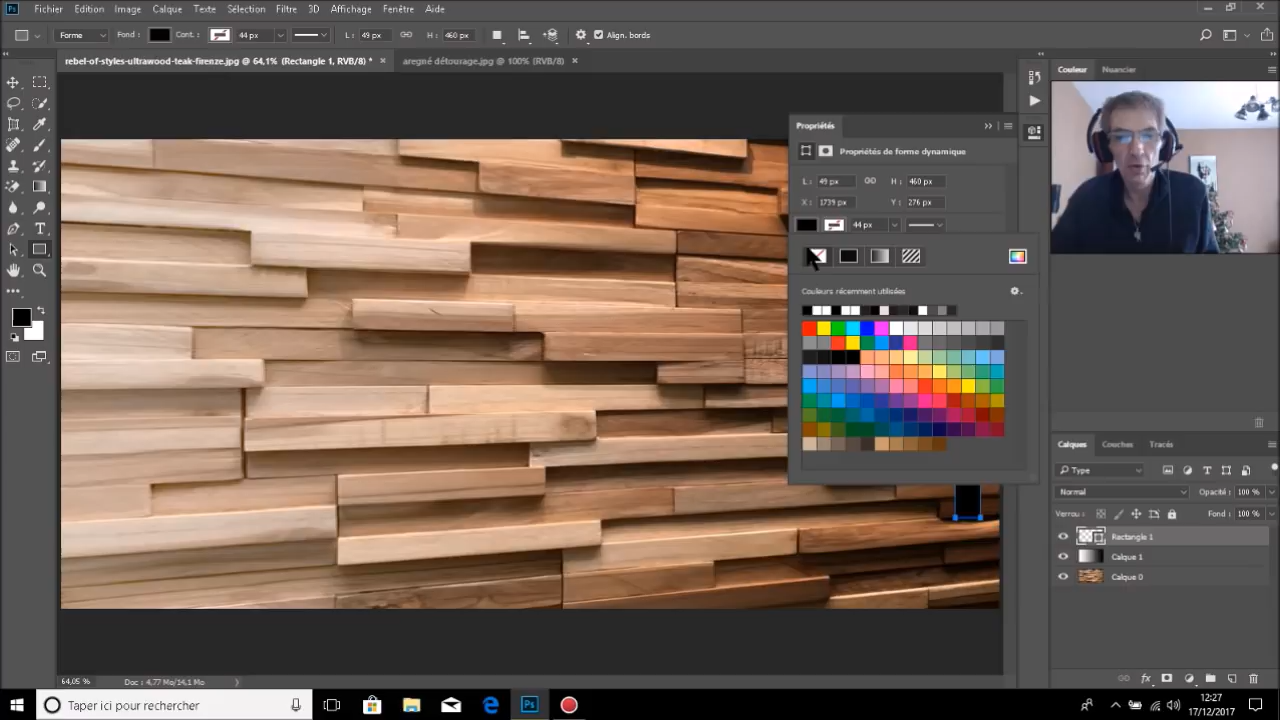 Ps Fichier Edition Image Calque Texte Sélection Filtre 3D Affichage Fenêtre Aide
Forme Fond : Cont. : 44 px L : 49 px H : 460 px Align. bords
rebel-of-styles-ultrawood-teak-firenze.jpg @ 64,1% (Rectangle 1, RVB/8) * ×
aregné détourage.jpg @ 100% (RVB/8) ×
Couleur Nuancier
Propriétés
Propriétés de forme dynamique
L : 49 px H : 460 px
X : 1739 px Y : 276 px
44 px
Couleurs récemment utilisées
Calques Couches Tracés
Type
Normal Opacité : 100 %
Verrou : Fond : 100 %
Rectangle 1
Calque 1
Calque 0
fx
64,05 % Doc : 4,77 Mo/14,1 Mo
Taper ici pour rechercher
Ps
12:27
17/12/2017